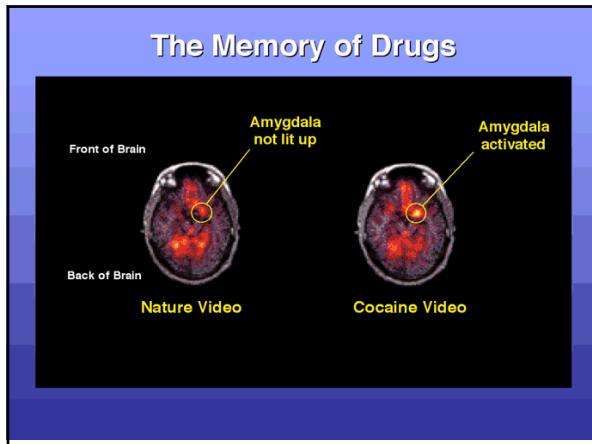 The Memory of Drugs
Amygdala
not lit up
Amygdala
activated
Front of Brain
Back of Brain
Nature Video
Cocaine Video